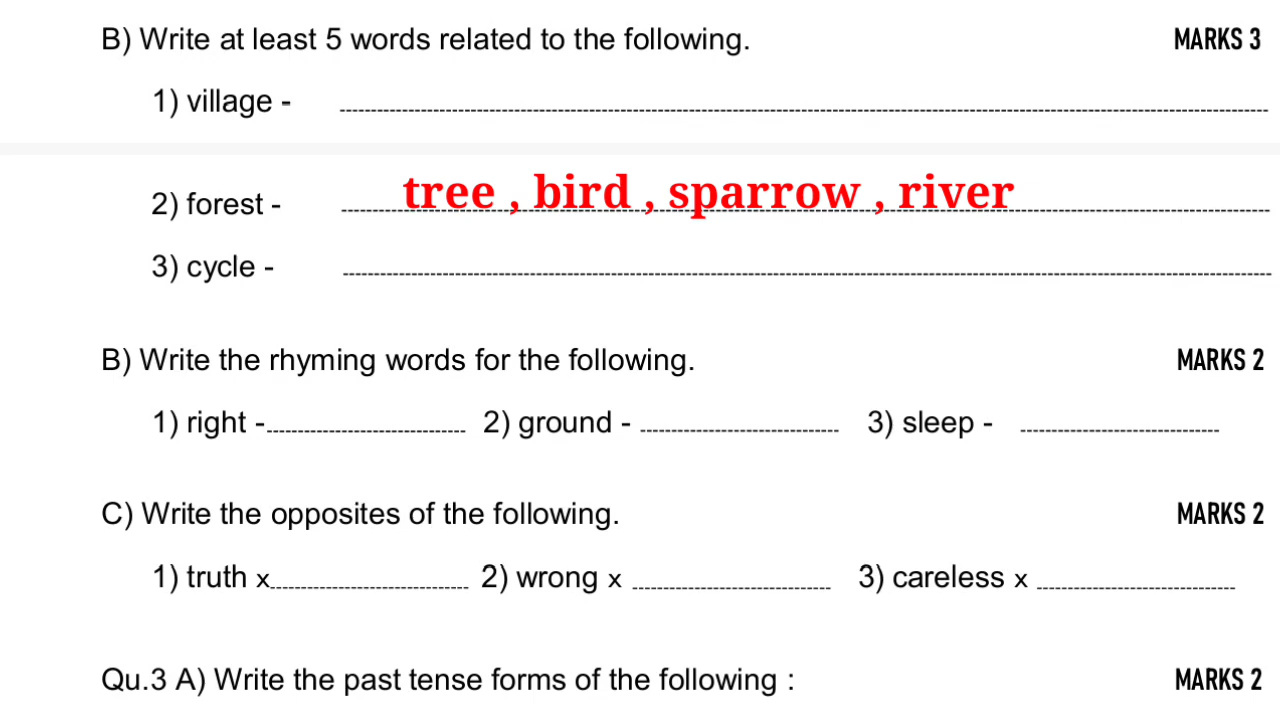 B) Write at least 5 words related to the following. MARKS 3
1) village - 
2) forest - tree , bird , sparrow , river
3) cycle - 
B) Write the rhyming words for the following. MARKS 2
1) right - 2) ground - 3) sleep - 
C) Write the opposites of the following. MARKS 2
1) truth x 2) wrong x 3) careless x 
Qu.3 A) Write the past tense forms of the following : MARKS 2